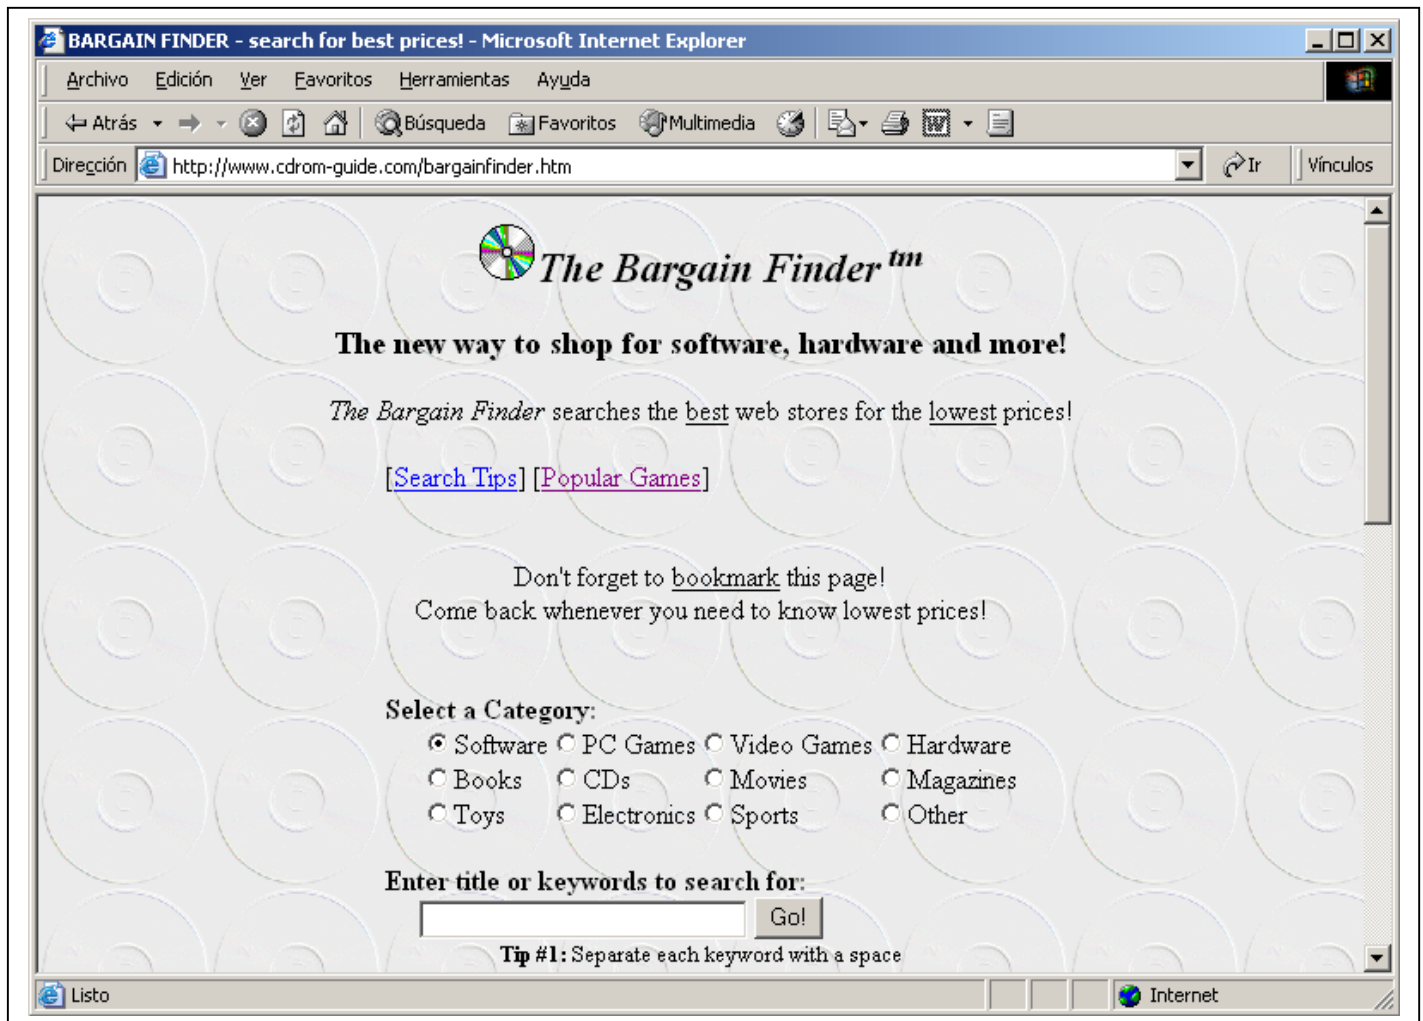 BARGAIN FINDER - search for best prices! - Microsoft Internet Explorer
Archivo Edición Ver Favoritos Herramientas Ayuda
Atrás Búsqueda Favoritos Multimedia
Dirección http://www.cdrom-guide.com/bargainfinder.htm Ir Vínculos
The Bargain Finder tm
The new way to shop for software, hardware and more!
The Bargain Finder searches the best web stores for the lowest prices!
[Search Tips] [Popular Games]
Don't forget to bookmark this page!
Come back whenever you need to know lowest prices!
Select a Category:
Software PC Games Video Games Hardware
Books CDs Movies Magazines
Toys Electronics Sports Other
Enter title or keywords to search for:
Go!
Tip #1: Separate each keyword with a space
Listo Internet